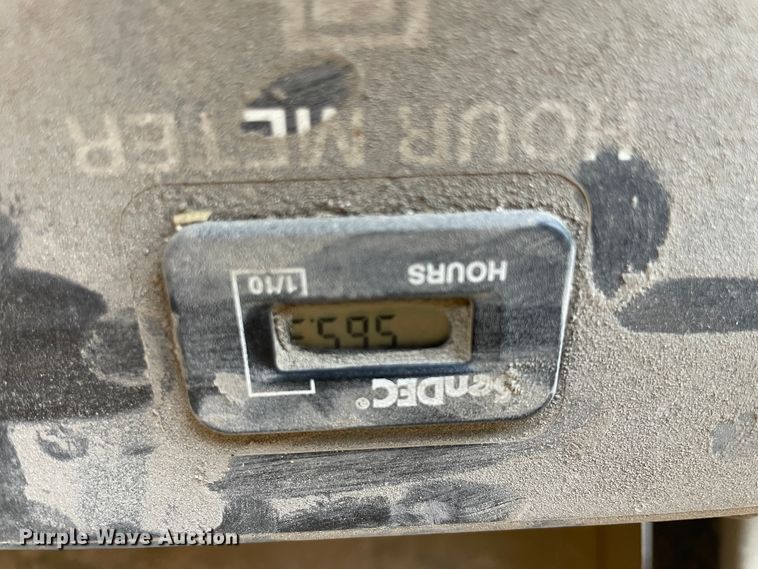 SenDEC®
HOURS 1/10
HOUR METER
Purple Wave Auction